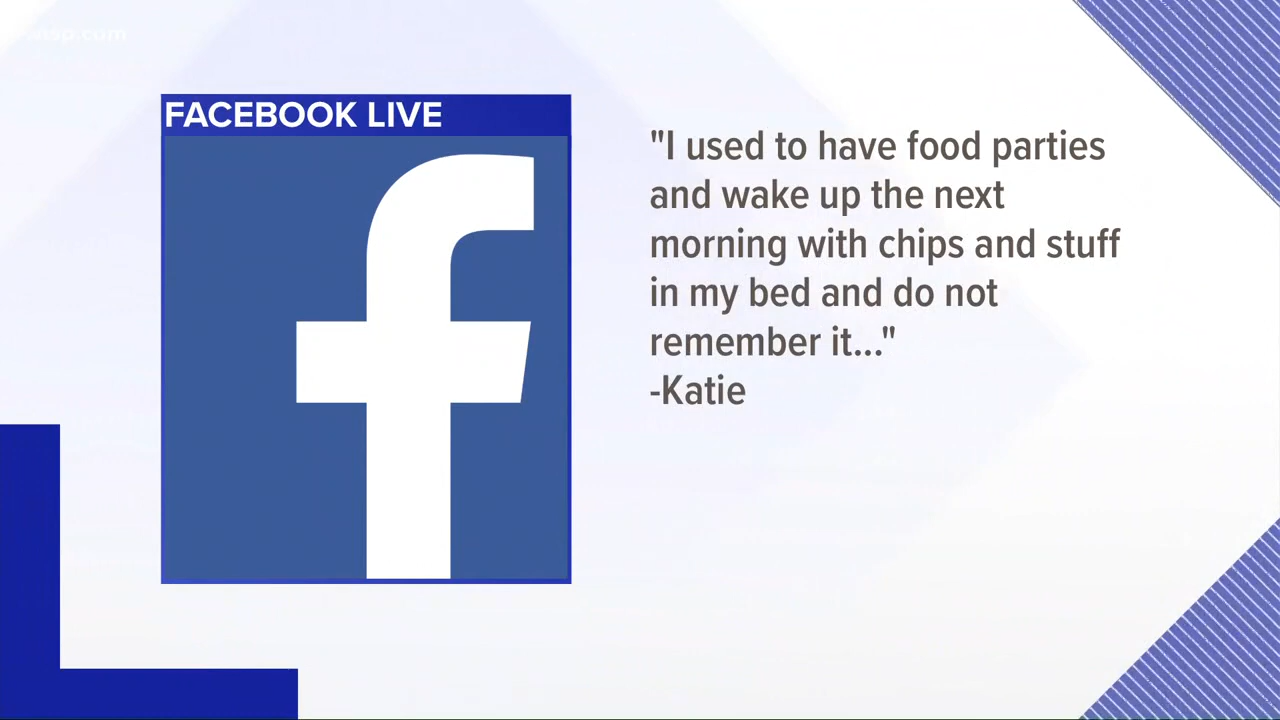 FACEBOOK LIVE
"I used to have food parties
and wake up the next
morning with chips and stuff
in my bed and do not
remember it..."
-Katie